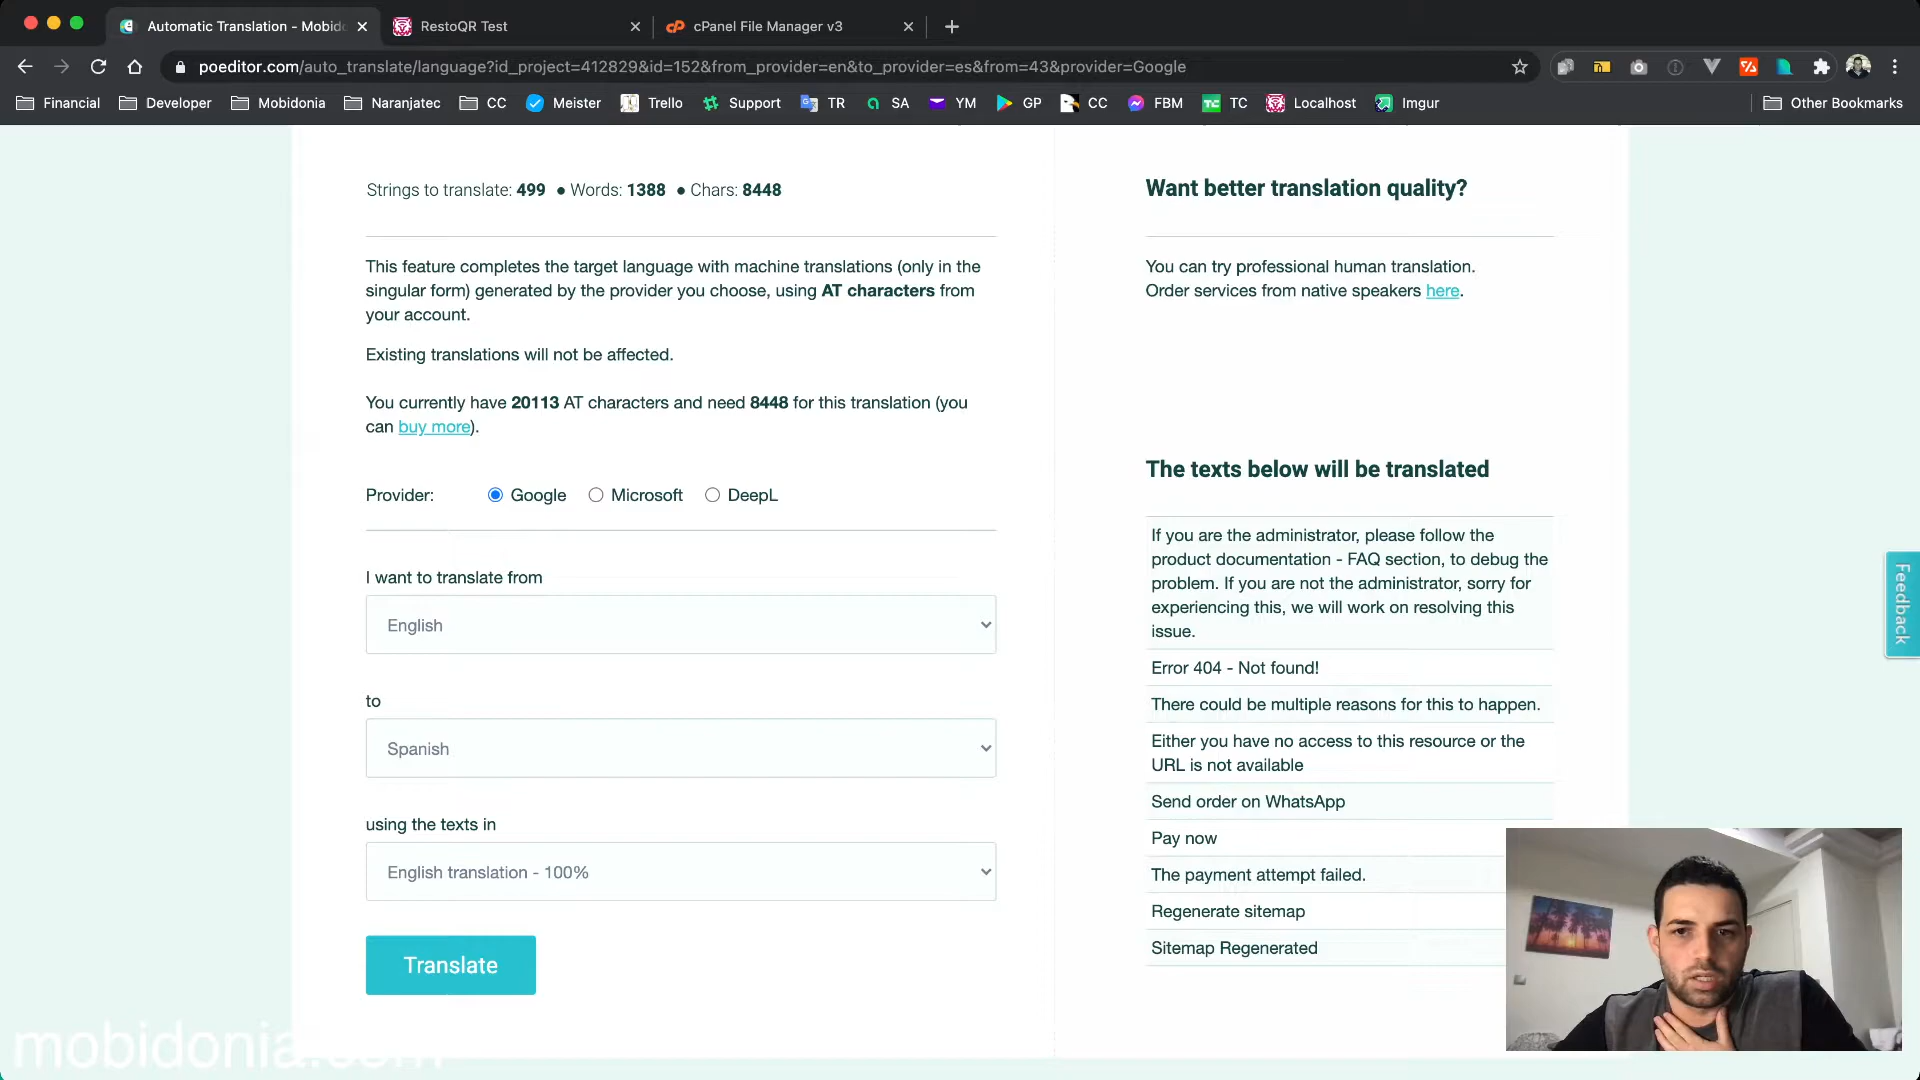 Automatic Translation - Mobid
RestoQR Test
cPanel File Manager v3
poeditor.com/auto_translate/language?id_project=412829&id=152&from_provider=en&to_provider=es&from=43&provider=Google
Financial
Developer
Mobidonia
Naranjatec
CC
Meister
Trello
Support
TR
SA
YM
GP
CC
FBM
TC
Localhost
Imgur
Other Bookmarks
Strings to translate: 499 ● Words: 1388 ● Chars: 8448
This feature completes the target language with machine translations (only in the
singular form) generated by the provider you choose, using AT characters from
your account.
Existing translations will not be affected.
You currently have 20113 AT characters and need 8448 for this translation (you
can buy more).
Provider:
Google
Microsoft
DeepL
I want to translate from
English
to
Spanish
using the texts in
English translation - 100%
Translate
Want better translation quality?
You can try professional human translation.
Order services from native speakers here.
The texts below will be translated
If you are the administrator, please follow the
product documentation - FAQ section, to debug the
problem. If you are not the administrator, sorry for
experiencing this, we will work on resolving this
issue.
Error 404 - Not found!
There could be multiple reasons for this to happen.
Either you have no access to this resource or the
URL is not available
Send order on WhatsApp
Pay now
The payment attempt failed.
Regenerate sitemap
Sitemap Regenerated
Feedback
mobidonia.com